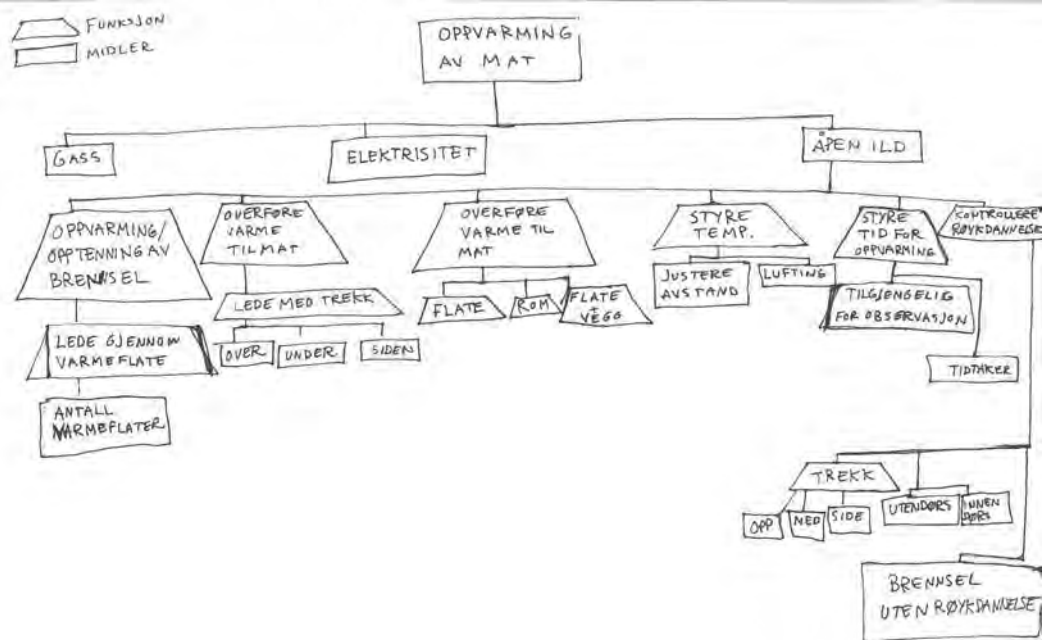 FUNKSJON
MIDLER
OPPVARMING
AV MAT
GASS
ELEKTRISITET
ÅPEN ILD
OPPVARMING/
OPPTENNING AV
BRENNSEL
OVERFØRE
VARME
TIL MAT
OVERFØRE
VARME TIL
MAT
STYRE
TEMP.
STYRE
TID FOR
OPPVARMING
KONTROLLERE
RØYKDANNELSE
LEDE GJENNOM
VARMEFLATE
LEDE MED TREKK
OVER
UNDER
SIDEN
FLATE
ROM
FLATE
+
VEGG
JUSTERE
AVSTAND
LUFTING
TILGJENGELIG
FOR OBSERVASJON
TIDTAKER
ANTALL
VARMEFLATER
TREKK
OPP
NED
SIDE
UTENDØRS
INNEN
DØRS
BRENNSEL
UTEN RØYKDANNELSE